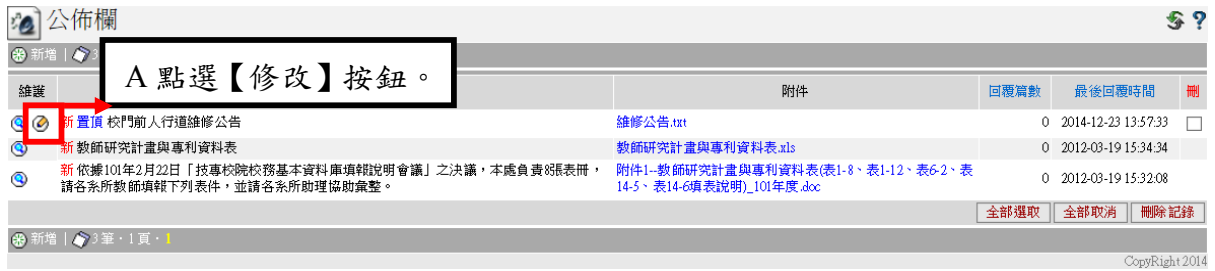 公佈欄
新增 | 3
A 點選【修改】按鈕。
維護 附件 回覆篇數 最後回覆時間 刪
新 置頂 校門前人行道維修公告 維修公告.txt 0 2014-12-23 13:57:33
新 教師研究計畫與專利資料表 教師研究計畫與專利資料表.xls 0 2012-03-19 15:34:34
新 依據101年2月22日「技專校院校務基本資料庫填報說明會議」之決議，本處負責8張表冊， 附件1--教師研究計畫與專利資料表(表1-8、表1-12、表6-2、表 0 2012-03-19 15:32:08
請各系所教師填報下列表件，並請各系所助理協助彙整。 14-5、表14-6填表說明)_101年度.doc
全部選取 全部取消 刪除記錄
新增 | 3 筆．1 頁．1
CopyRight 2014